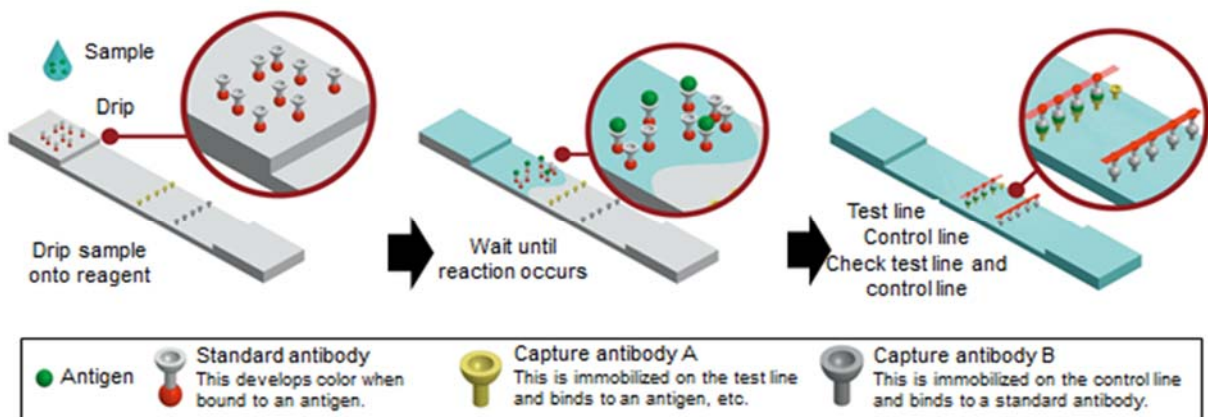 Sample
Drip
Drip sample
onto reagent
Wait until
reaction occurs
Test line
Control line
Check test line and
control line
Antigen
Standard antibody
This develops color when
bound to an antigen.
Capture antibody A
This is immobilized on the test line
and binds to an antigen, etc.
Capture antibody B
This is immobilized on the control line
and binds to a standard antibody.